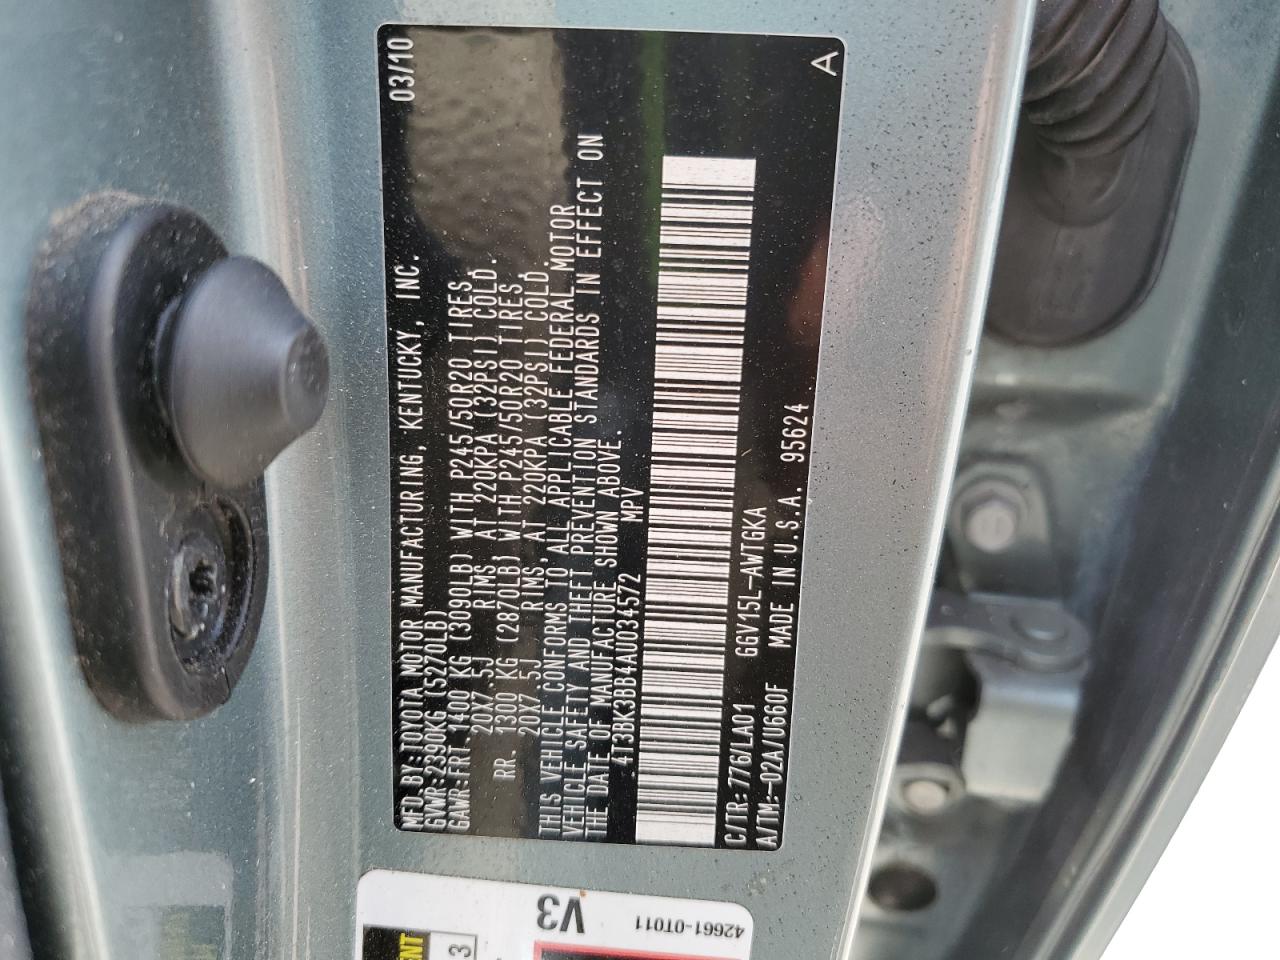 MFD.BY:TOYOTA MOTOR MANUFACTURING, KENTUCKY, INC. 03/10
GVWR:2390KG(5270LB)
GAWR:FRT.1400 KG (3090LB) WITH P245/50R20 TIRES,
20X7.5J RIMS, AT 220KPA (32PSI) COLD.
RR. 1300 KG (2870LB) WITH P245/50R20 TIRES
20X7.5J RIMS, AT 220KPA (32PSI) COLD.
THIS VEHICLE CONFORMS TO ALL APPLICABLE FEDERAL MOTOR
VEHICLE SAFETY AND THEFT PREVENTION STANDARDS IN EFFECT ON
THE DATE OF MANUFACTURE SHOWN ABOVE.
4T3BK3BB4AU034572 MPV
C/TR:776/LA01 GGV15L-AWTGKA
A/TM:-02A/U660F MADE IN U.S.A. 95624 A
V3
42661-0T011
3